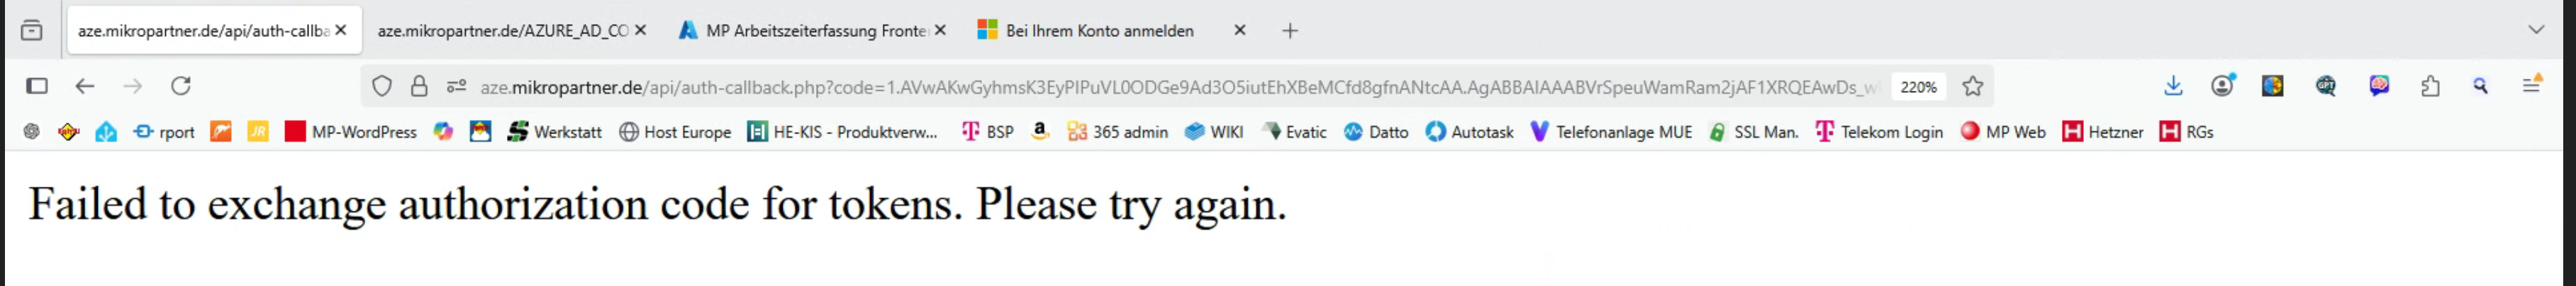 aze.mikropartner.de/api/auth-callba
aze.mikropartner.de/AZURE_AD_CO
MP Arbeitszeiterfassung Fronte
Bei Ihrem Konto anmelden
aze.mikropartner.de/api/auth-callback.php?code=1.AVwAKwGyhmsK3EyPIPuVL0ODGe9Ad3O5iutEhXBeMCfd8gfnANtcAA.AgABBAIAAABVrSpeuWamRam2jAF1XRQEAwDs_w
220%
rport
JR
MP-WordPress
Werkstatt
Host Europe
HE-KIS - Produktverw...
BSP
365 admin
WIKI
Evatic
Datto
Autotask
Telefonanlage MUE
SSL Man.
Telekom Login
MP Web
Hetzner
RGs
Failed to exchange authorization code for tokens. Please try again.